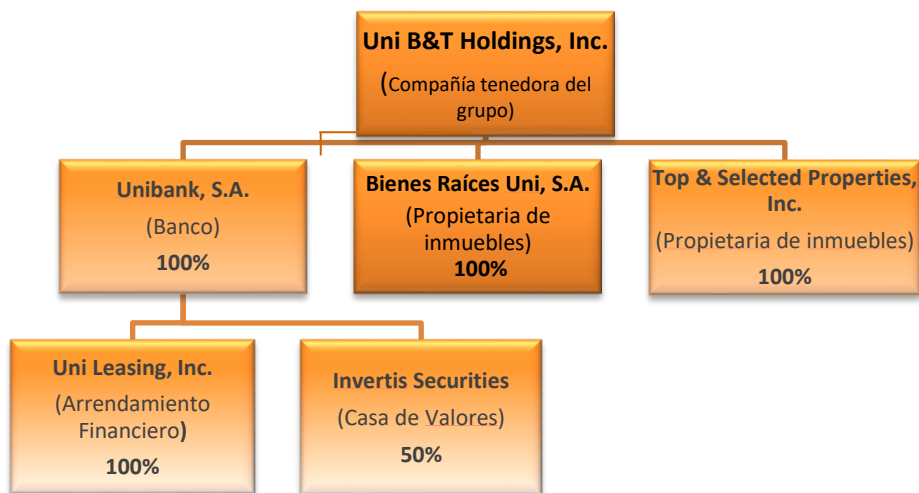 Uni B&T Holdings, Inc.
(Compañía tenedora del
grupo)
Unibank, S.A.
(Banco)
100%
Bienes Raíces Uni, S.A.
(Propietaria de
inmuebles)
100%
Top & Selected Properties,
Inc.
(Propietaria de inmuebles)
100%
Uni Leasing, Inc.
(Arrendamiento
Financiero)
100%
Invertis Securities
(Casa de Valores)
50%